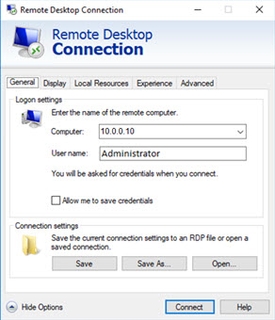 Remote Desktop Connection
Remote Desktop
Connection
General Display Local Resources Experience Advanced
Logon settings
Enter the name of the remote computer.
Computer: 10.0.0.10
User name: Administrator
You will be asked for credentials when you connect.
Allow me to save credentials
Connection settings
Save the current connection settings to an RDP file or open a
saved connection.
Save Save As... Open...
Hide Options Connect Help